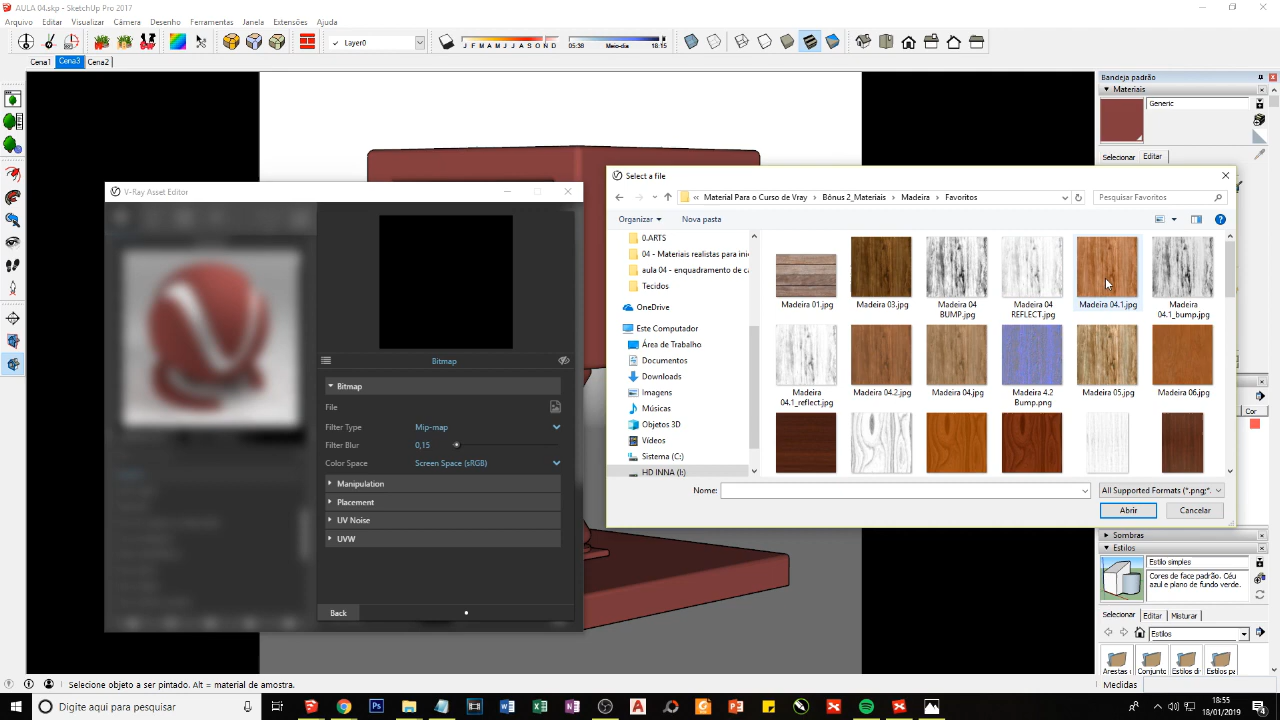 AULA 04.skp - SketchUp Pro 2017
Arquivo Editar Visualizar Câmera Desenho Ferramentas Janela Extensões Ajuda
Layer0
J F M A M J J A S O N D
05:38 Meio-dia 18:15
Cena1 Cena3 Cena2
Bandeja padrão
Materiais
Generic
Selecionar Editar
V-Ray Asset Editor
Bitmap
Bitmap
File
Filter Type Mip-map
Filter Blur 0,15
Color Space Screen Space (sRGB)
Manipulation
Placement
UV Noise
UVW
Back
Select a file
« Material Para o Curso de Vray Bônus 2_Materiais Madeira Favoritos
Pesquisar Favoritos
Organizar Nova pasta
0.ARTS
04 - Materiais realistas para inic
aula 04 - enquadramento de ca
Tecidos
OneDrive
Este Computador
Área de Trabalho
Documentos
Downloads
Imagens
Músicas
Objetos 3D
Vídeos
Sistema (C:)
HD INNA (I:)
Madeira 01.jpg
Madeira 03.jpg
Madeira 04 BUMP.jpg
Madeira 04 REFLECT.jpg
Madeira 04.1.jpg
Madeira 04.1_bump.jpg
Madeira 04.1_reflect.jpg
Madeira 04.2.jpg
Madeira 04.jpg
Madeira 4.2 Bump.png
Madeira 05.jpg
Madeira 06.jpg
Nome:
All Supported Formats (*.png;*.
Abrir Cancelar
Cor
Sombras
Estilos
Estilo simples
Cores de face padrão. Céu azul e plano de fundo verde.
Selecionar Editar Misturar
Estilos
Arestas Conjunto Estilos di Estilos pa
Selecione objeto a ser pintado. Alt = material de amostra.
Medidas
Digite aqui para pesquisar
18:55
18/01/2019